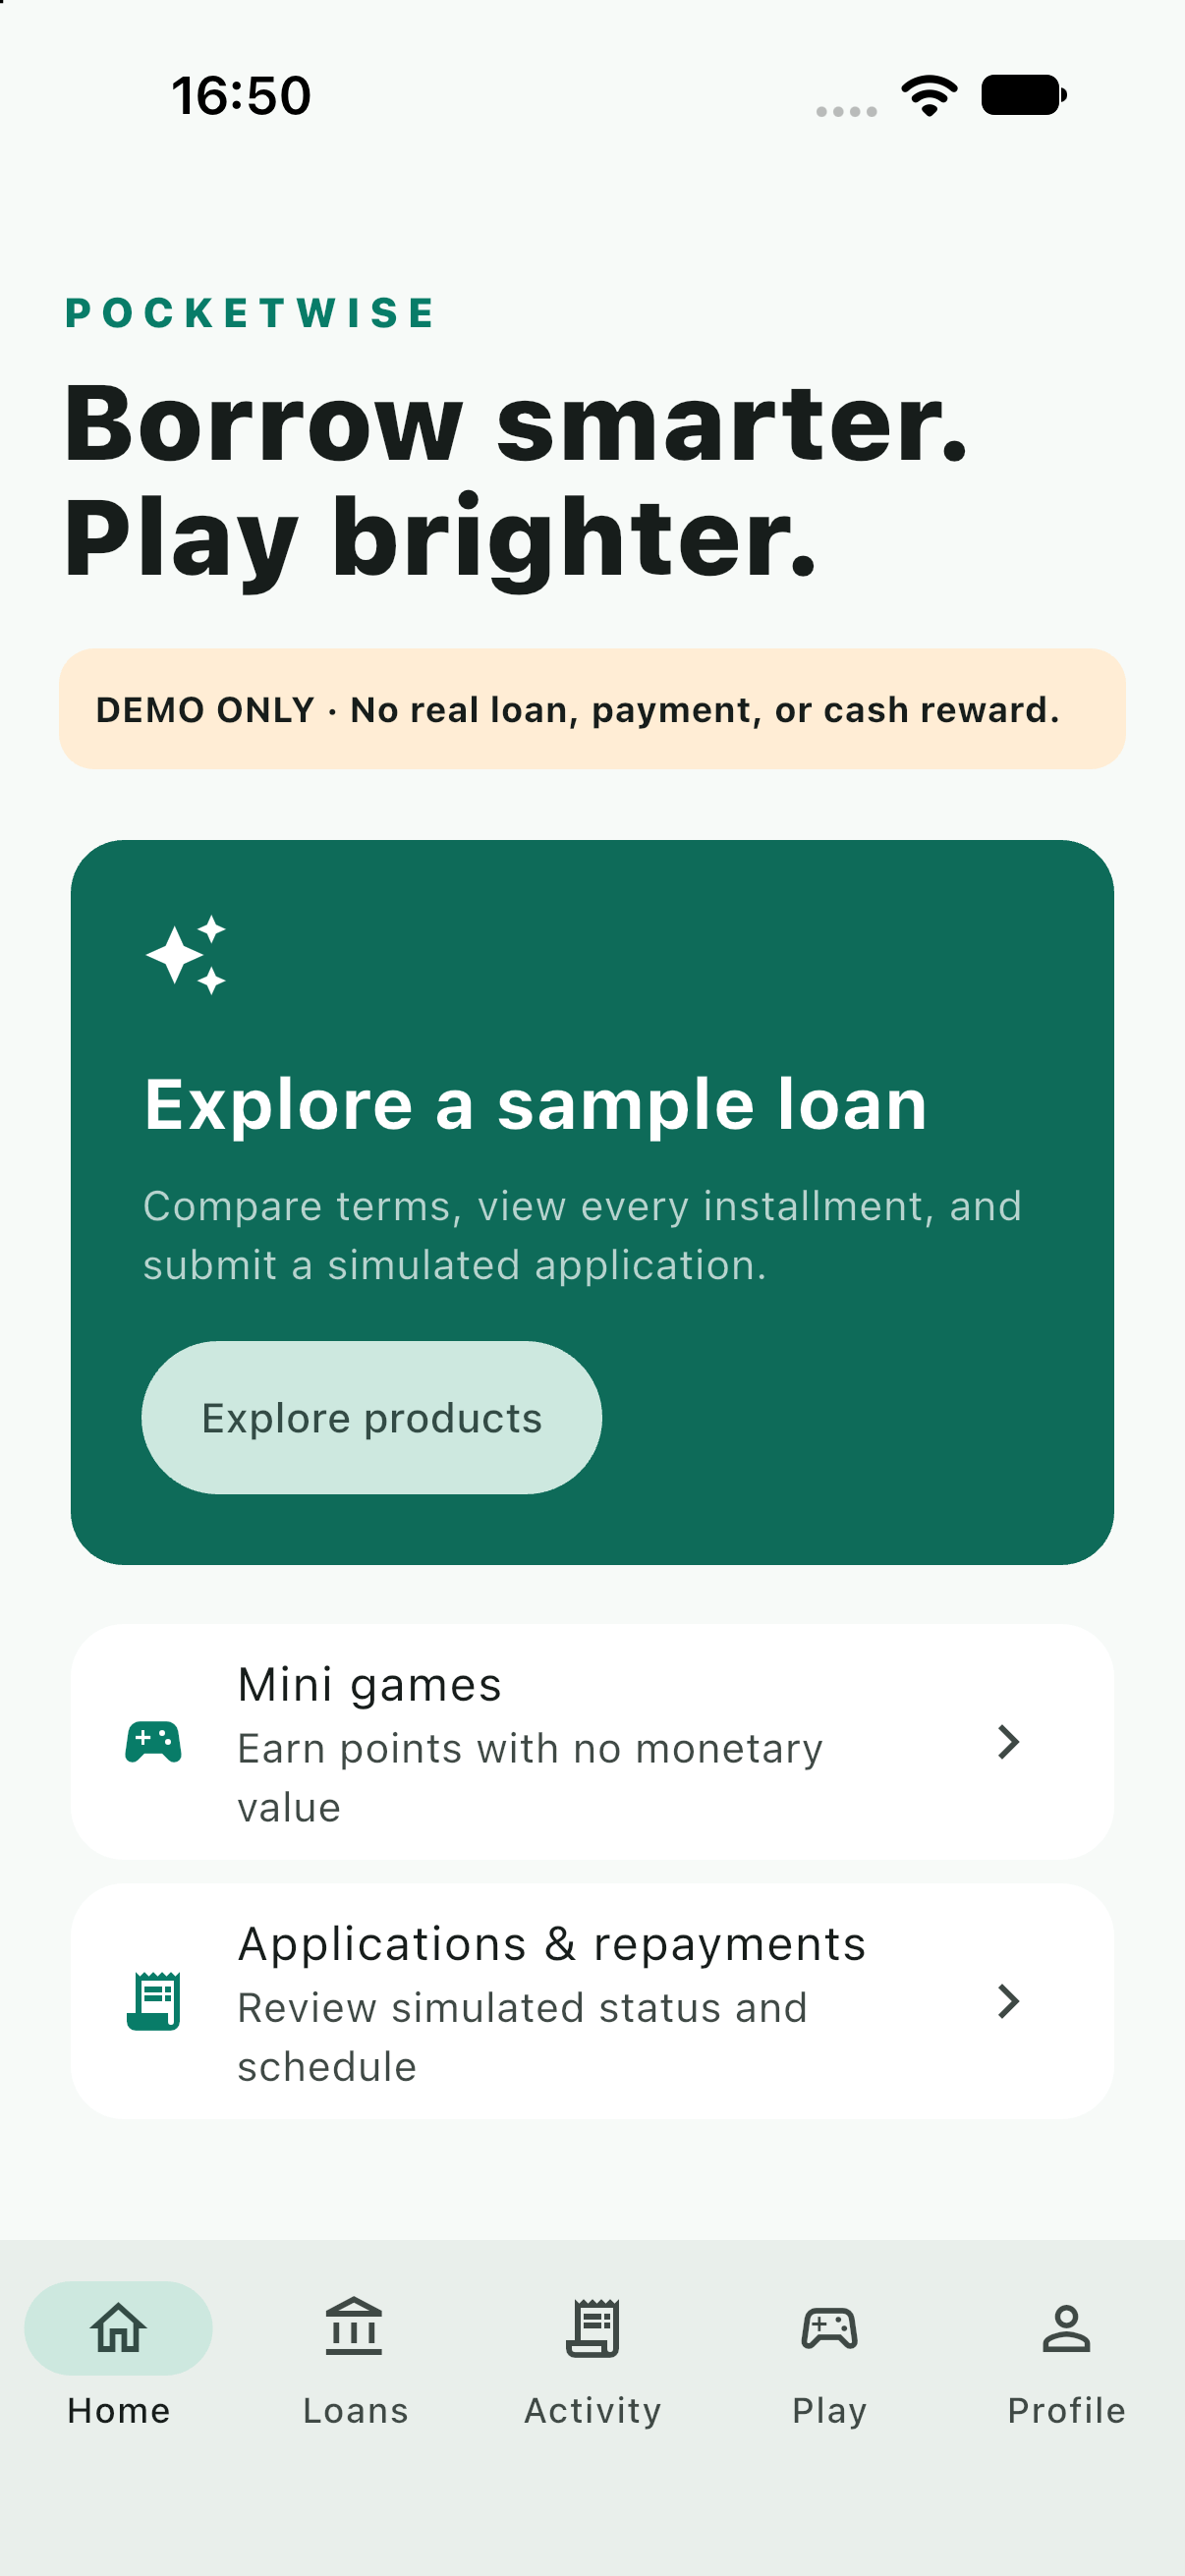 16:50
POCKETWISE
Borrow smarter.
Play brighter.
DEMO ONLY · No real loan, payment, or cash reward.
Explore a sample loan
Compare terms, view every installment, and
submit a simulated application.
Explore products
Mini games
Earn points with no monetary
value
Applications & repayments
Review simulated status and
schedule
Home
Loans
Activity
Play
Profile